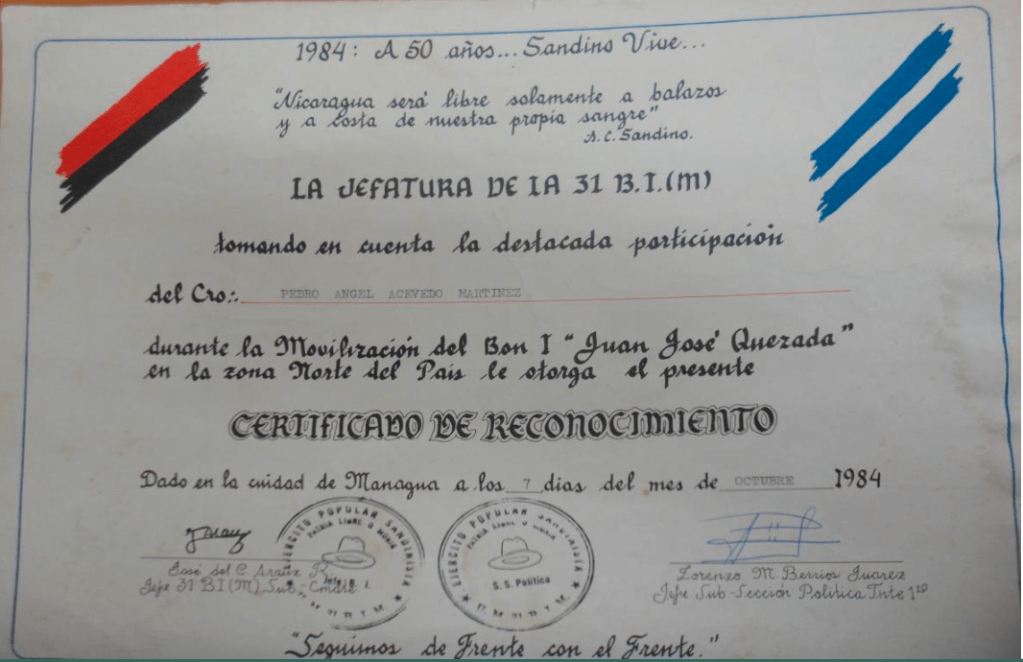 1984: A 50 años... Sandino Vive...
"Nicaragua será libre solamente a balazos
y a costa de nuestra propia sangre"
A.C. Sandino.
LA JEFATURA DE LA 31 B.I.(M)
tomando en cuenta la destacada participación
del Cro:. PEDRO ANGEL ACEVEDO MARTINEZ
durante la Movilización del Bon I "Juan José Quezada"
en la zona Norte del País le otorga el presente
CERTIFICADO DE RECONOCIMIENTO
Dado en la cuidad de Managua a los 7 dias del mes de OCTUBRE 1984
EJERCITO POPULAR SANDINISTA
PATRIA LIBRE O MORIR
EJERCITO POPULAR SANDINISTA
PATRIA LIBRE O MORIR
S. S. Política
José del C. Araúz R.
Jefe 31 BI(M) Sub-Cmdte.
Lorenzo M. Berrios Juarez
Jefe Sub-Sección Política Tnte 1ro
"Seguimos de Frente con el Frente."